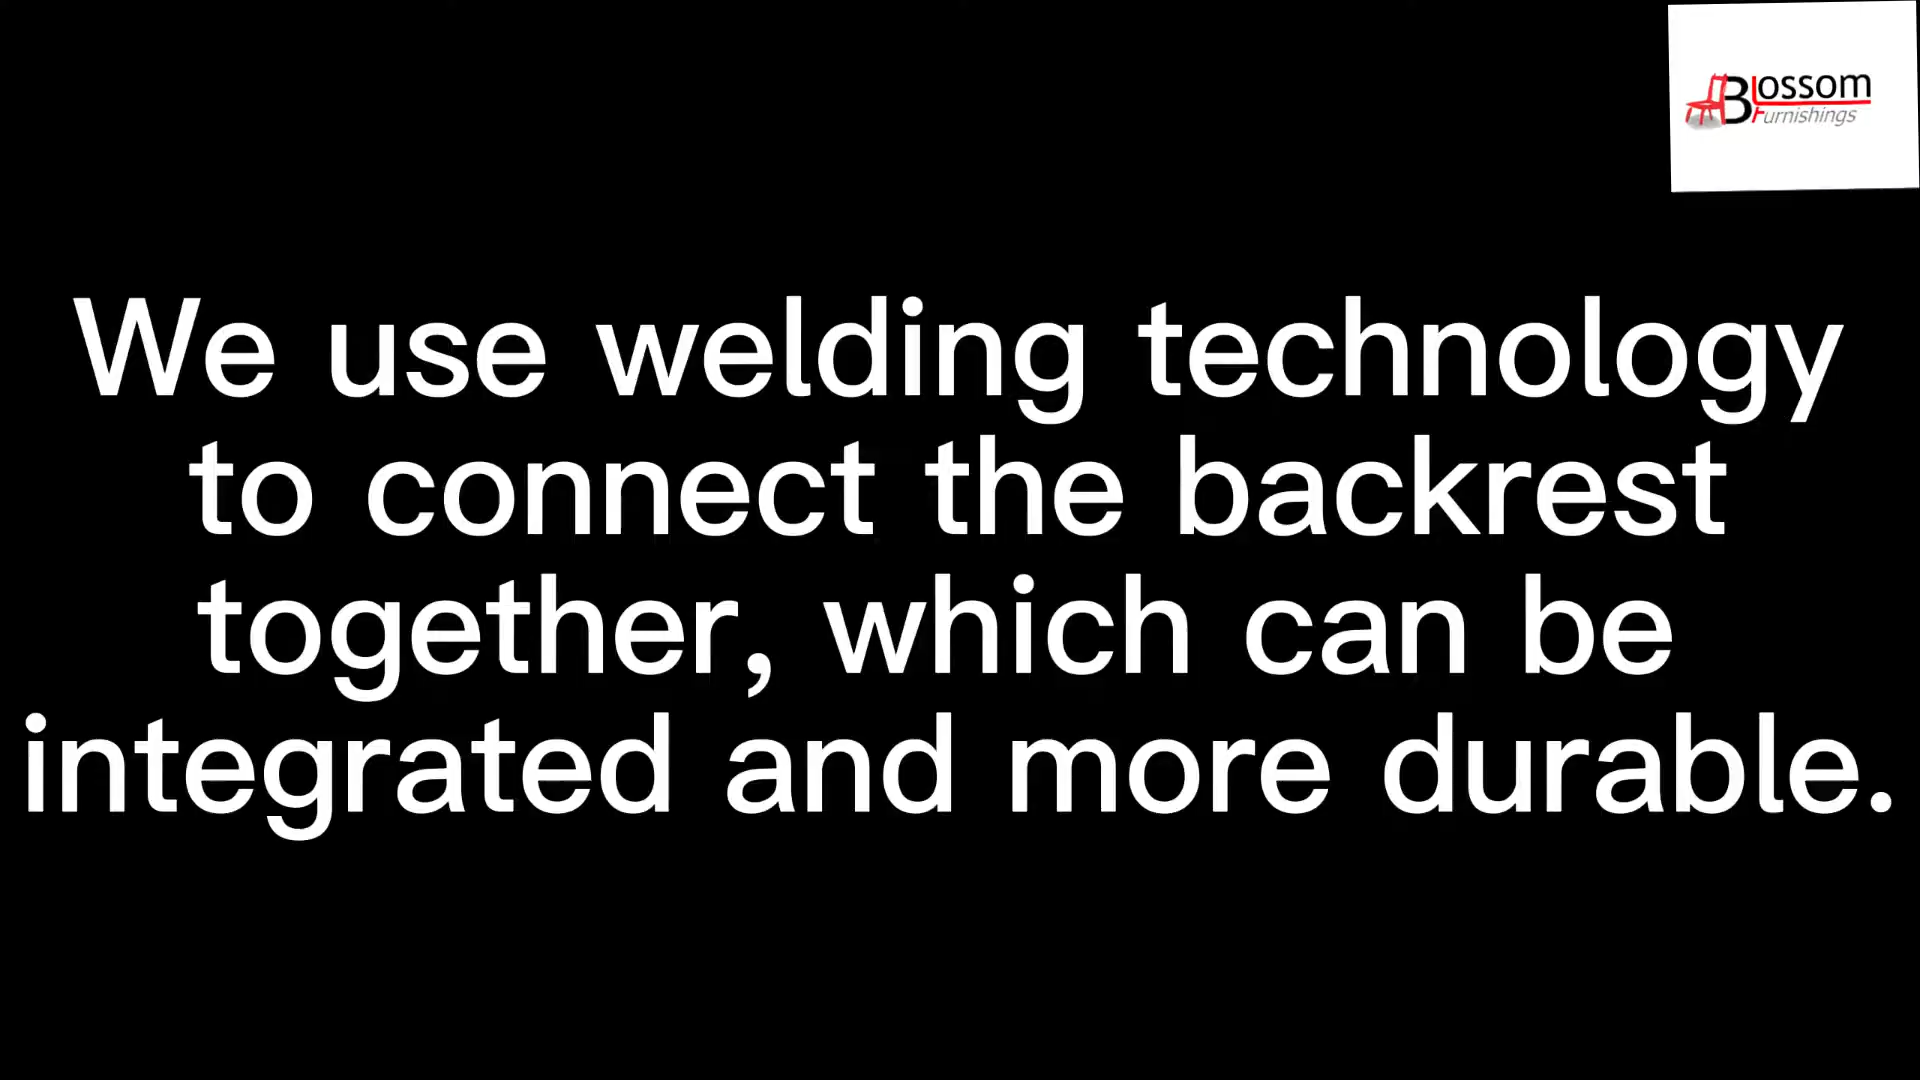 Blossom
Furnishings
We use welding technology
to connect the backrest
together, which can be
integrated and more durable.